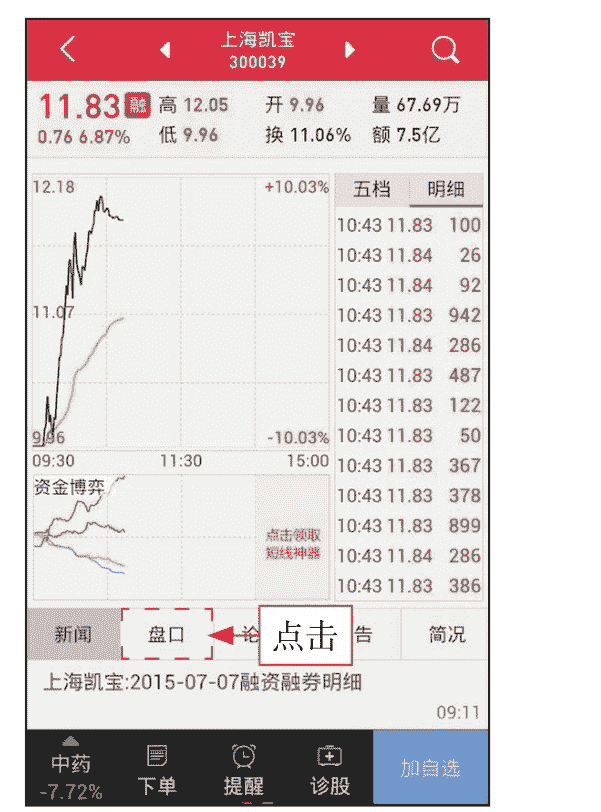 上海凯宝
300039
11.83 融 高 12.05 开 9.96 量 67.69万
0.76 6.87% 低 9.96 换 11.06% 额 7.5亿
12.18 +10.03% 五档 明细
11.07
9.96 -10.03%
09:30 11:30 15:00
10:43 11.83 100
10:43 11.84 26
10:43 11.84 92
10:43 11.83 942
10:43 11.84 286
10:43 11.83 487
10:43 11.83 122
10:43 11.83 50
10:43 11.83 367
10:43 11.83 378
10:43 11.83 899
10:43 11.84 286
10:43 11.83 386
资金博弈
点击领取
短线神器
新闻 盘口 论 点击 告 简况
上海凯宝:2015-07-07融资融券明细
09:11
中药 下单 提醒 诊股 加自选
-7.72%